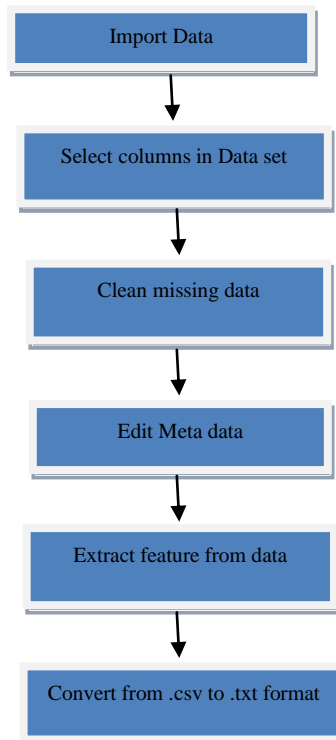 Import Data
Select columns in Data set
Clean missing data
Edit Meta data
Extract feature from data
Convert from .csv to .txt format